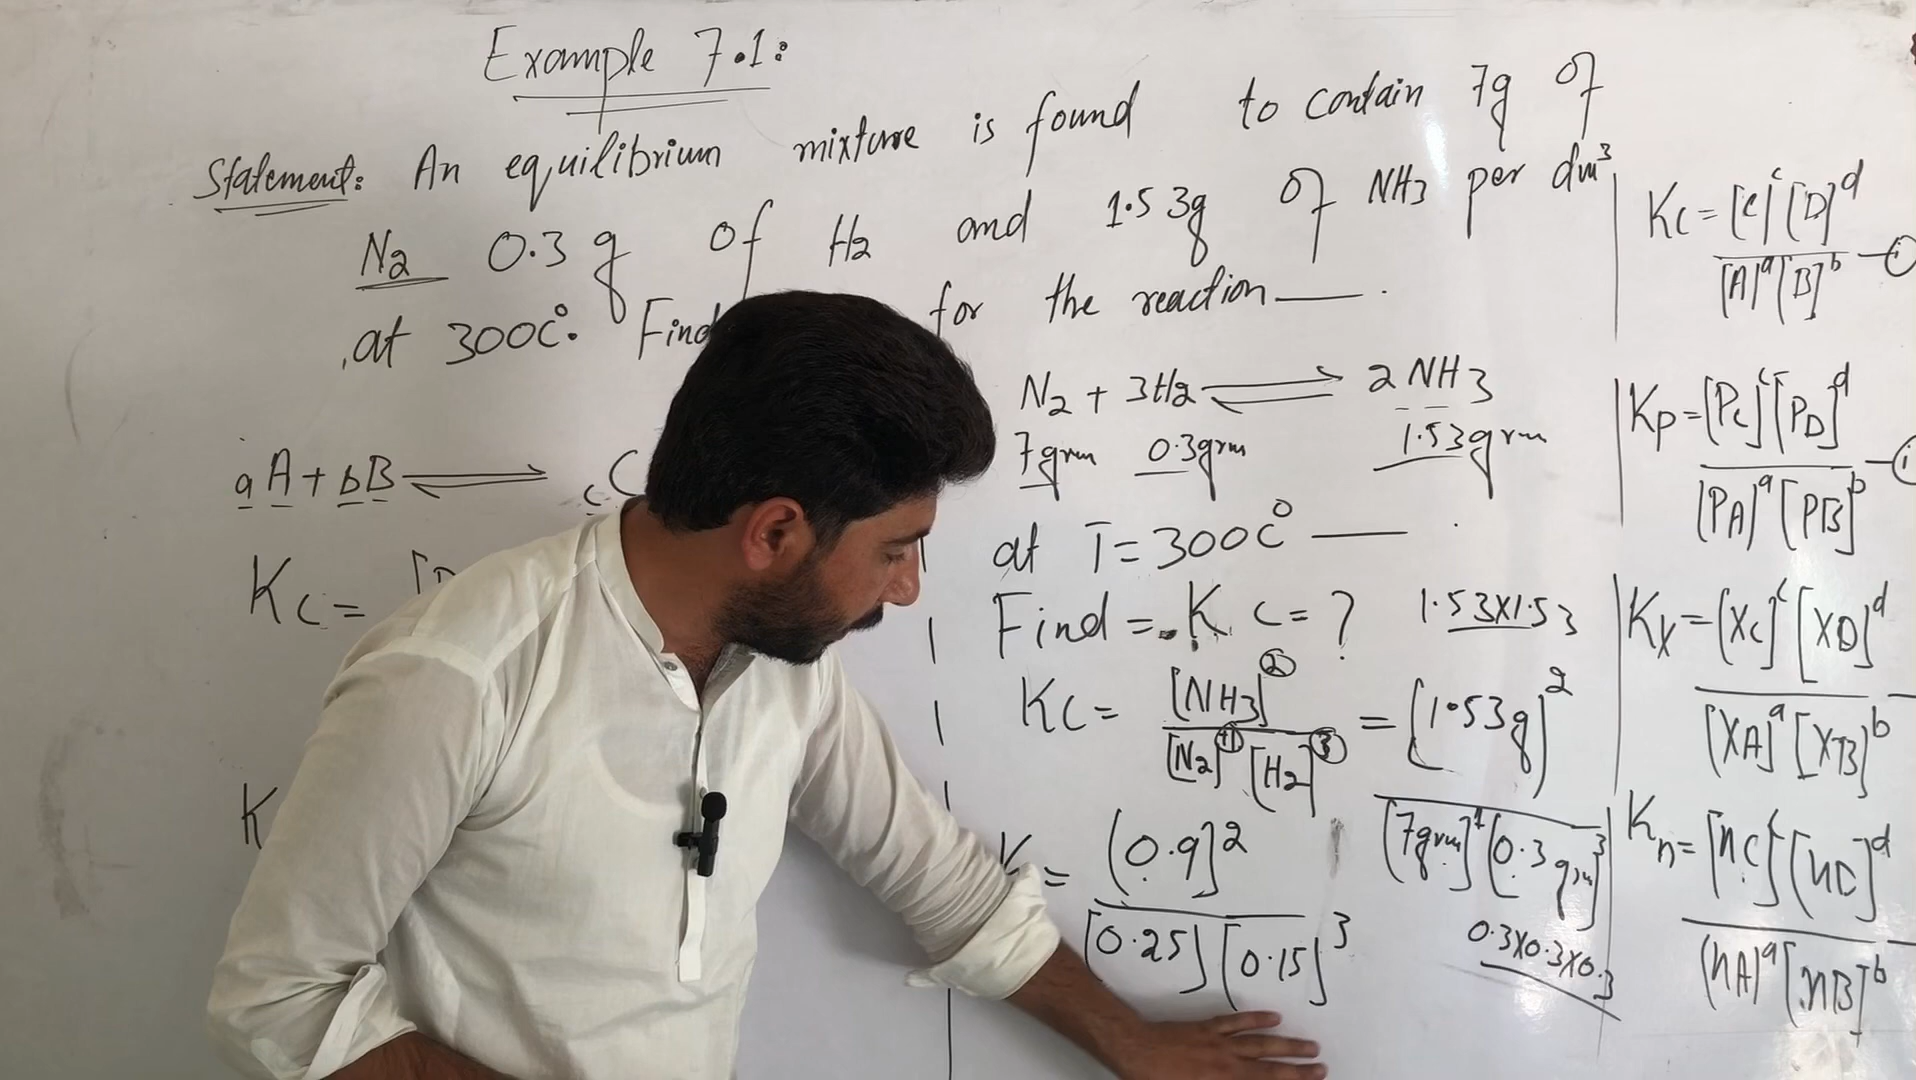 Example 7.1:
Statement: An equilibrium mixture is found to contain 7g of
N2 0.3g of H2 and 1.53g of NH3 per dm³
at 300C°. Find for the reaction
N2 + 3H2 ⇌ 2NH3
7grm 0.3grm 1.53grm
at T=300C°
Find = K c = ?
1.53X1.53
Kc = [NH3]² / [N2]⁺¹ [H2]³ = [1.53g]² / [7grm]¹ [0.3grm]³
0.3X0.3X0.3
= (0.9]² / [0.25] [0.15]³
aA + bB ⇌ cC
Kc =
K
Kc = [C]ᶜ [D]ᵈ / [A]ᵃ [B]ᵇ
Kp = [Pc]ᶜ [PD]ᵈ / [PA]ᵃ [PB]ᵇ
Kx = [Xc]ᶜ [XD]ᵈ / [XA]ᵃ [XB]ᵇ
Kn = [nC]ᶜ [nD]ᵈ / [nA]ᵃ [nB]ᵇ